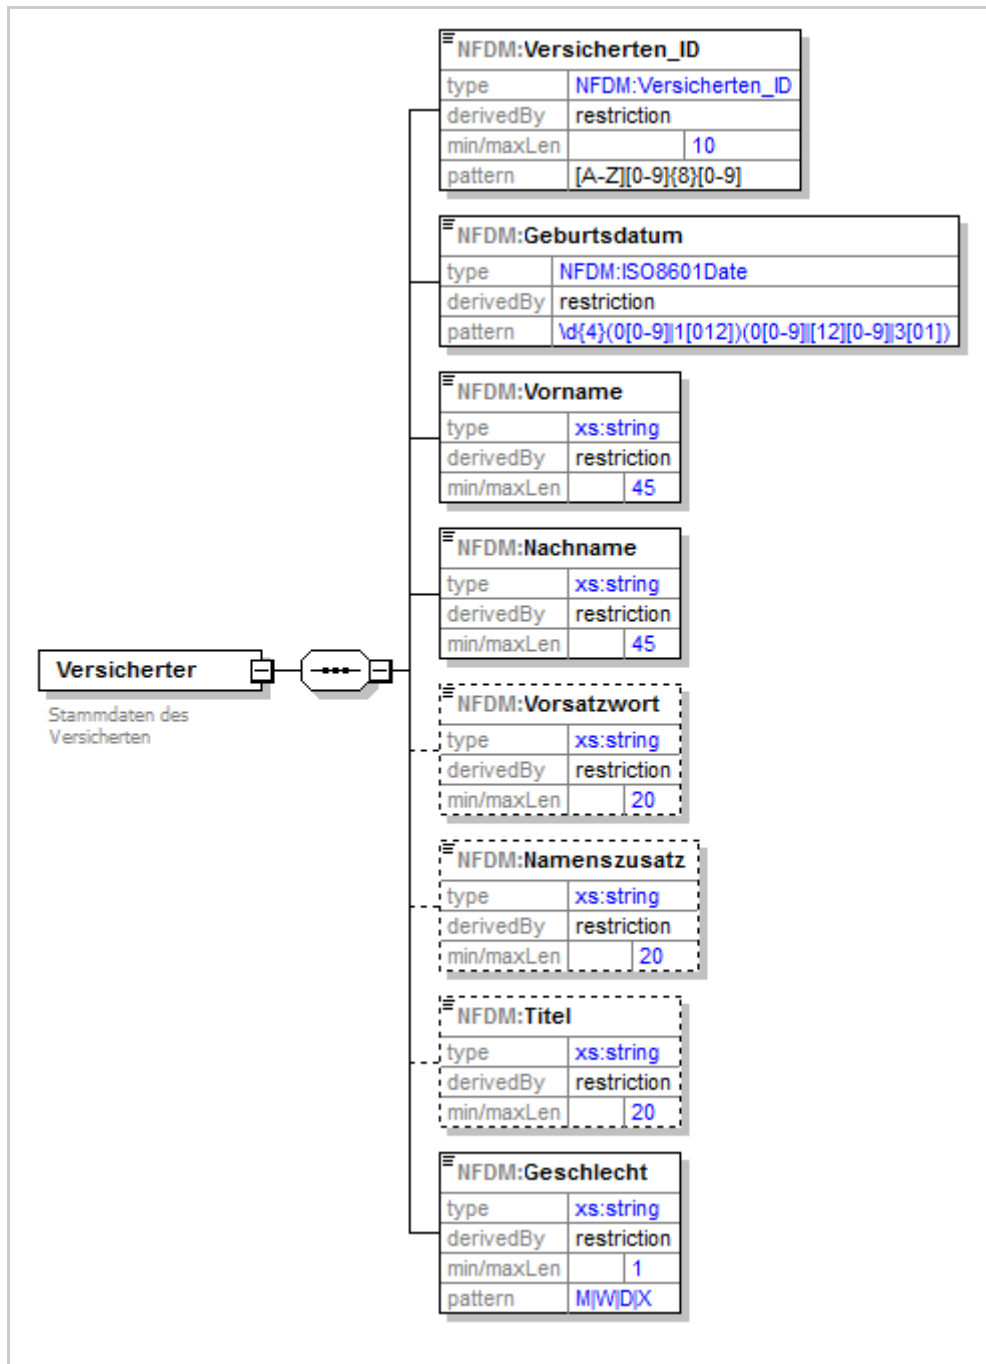 NFDM:Versicherten_ID
type NFDM:Versicherten_ID
derivedBy restriction
min/maxLen 10
pattern [A-Z][0-9]{8}[0-9]
NFDM:Geburtsdatum
type NFDM:ISO8601Date
derivedBy restriction
pattern \d{4}(0[0-9]|1[012])(0[0-9]|[12][0-9]|3[01])
NFDM:Vorname
type xs:string
derivedBy restriction
min/maxLen 45
NFDM:Nachname
type xs:string
derivedBy restriction
min/maxLen 45
Versicherter
Stammdaten des
Versicherten
NFDM:Vorsatzwort
type xs:string
derivedBy restriction
min/maxLen 20
NFDM:Namenszusatz
type xs:string
derivedBy restriction
min/maxLen 20
NFDM:Titel
type xs:string
derivedBy restriction
min/maxLen 20
NFDM:Geschlecht
type xs:string
derivedBy restriction
min/maxLen 1
pattern M|W|D|X